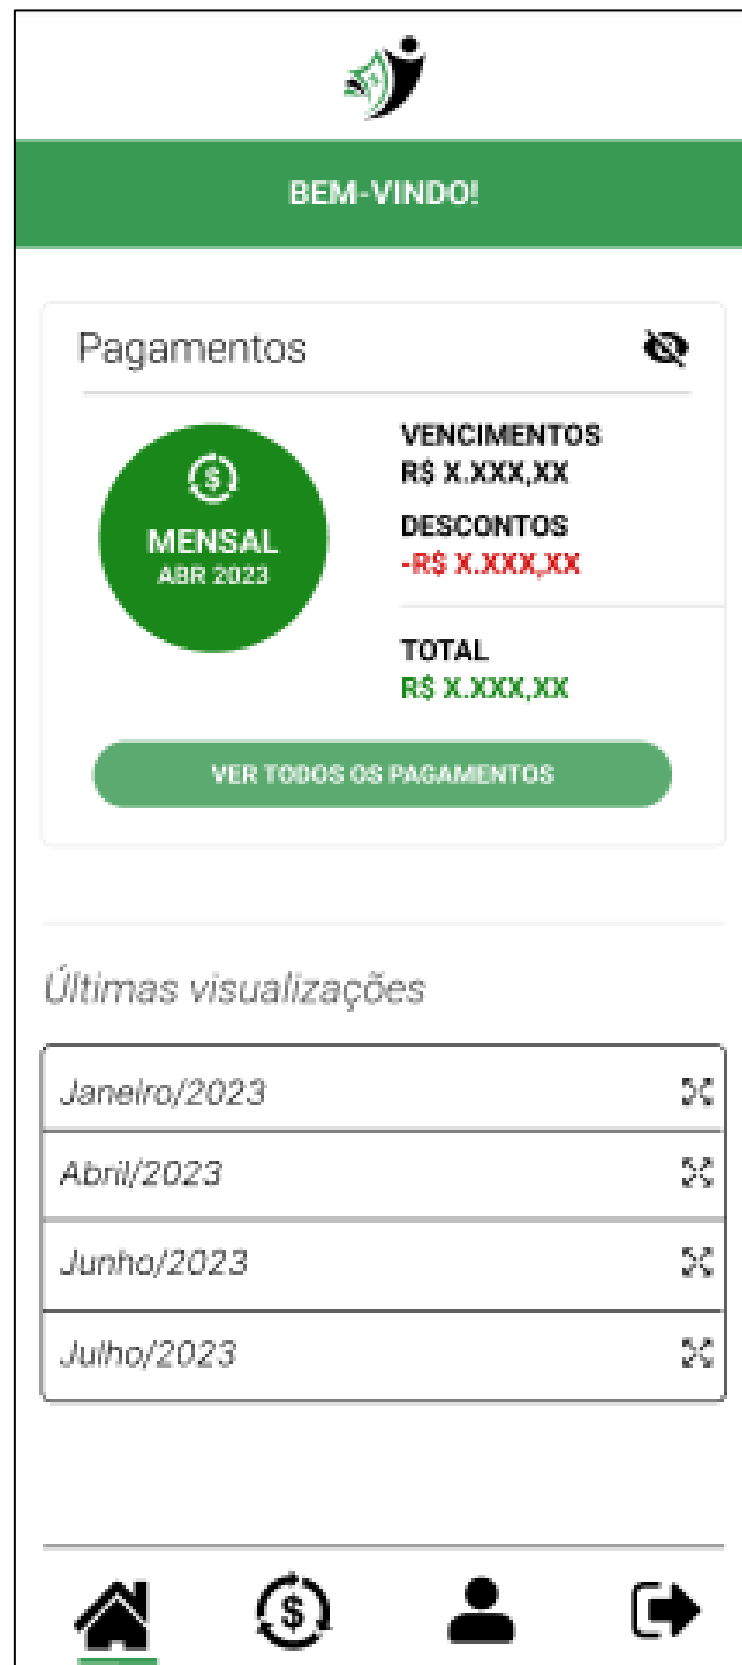 BEM-VINDO!
Pagamentos
MENSAL
ABR 2023
VENCIMENTOS
R$ X.XXX,XX
DESCONTOS
-R$ X.XXX,XX
TOTAL
R$ X.XXX,XX
VER TODOS OS PAGAMENTOS
Últimas visualizações
Janeiro/2023
Abril/2023
Junho/2023
Julho/2023